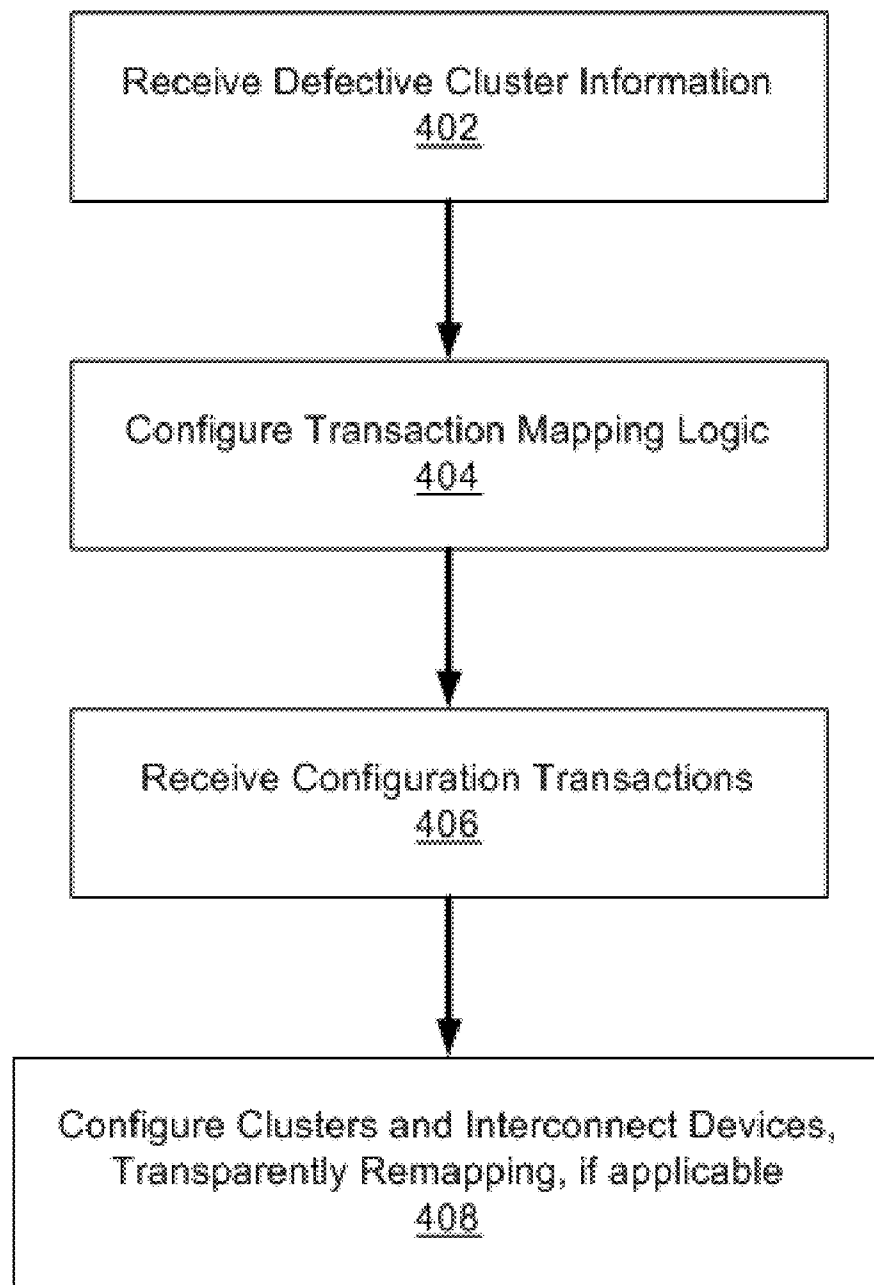 Receive Defective Cluster Information
402
Configure Transaction Mapping Logic
404
Receive Configuration Transactions
406
Configure Clusters and Interconnect Devices,
Transparently Remapping, if applicable
408